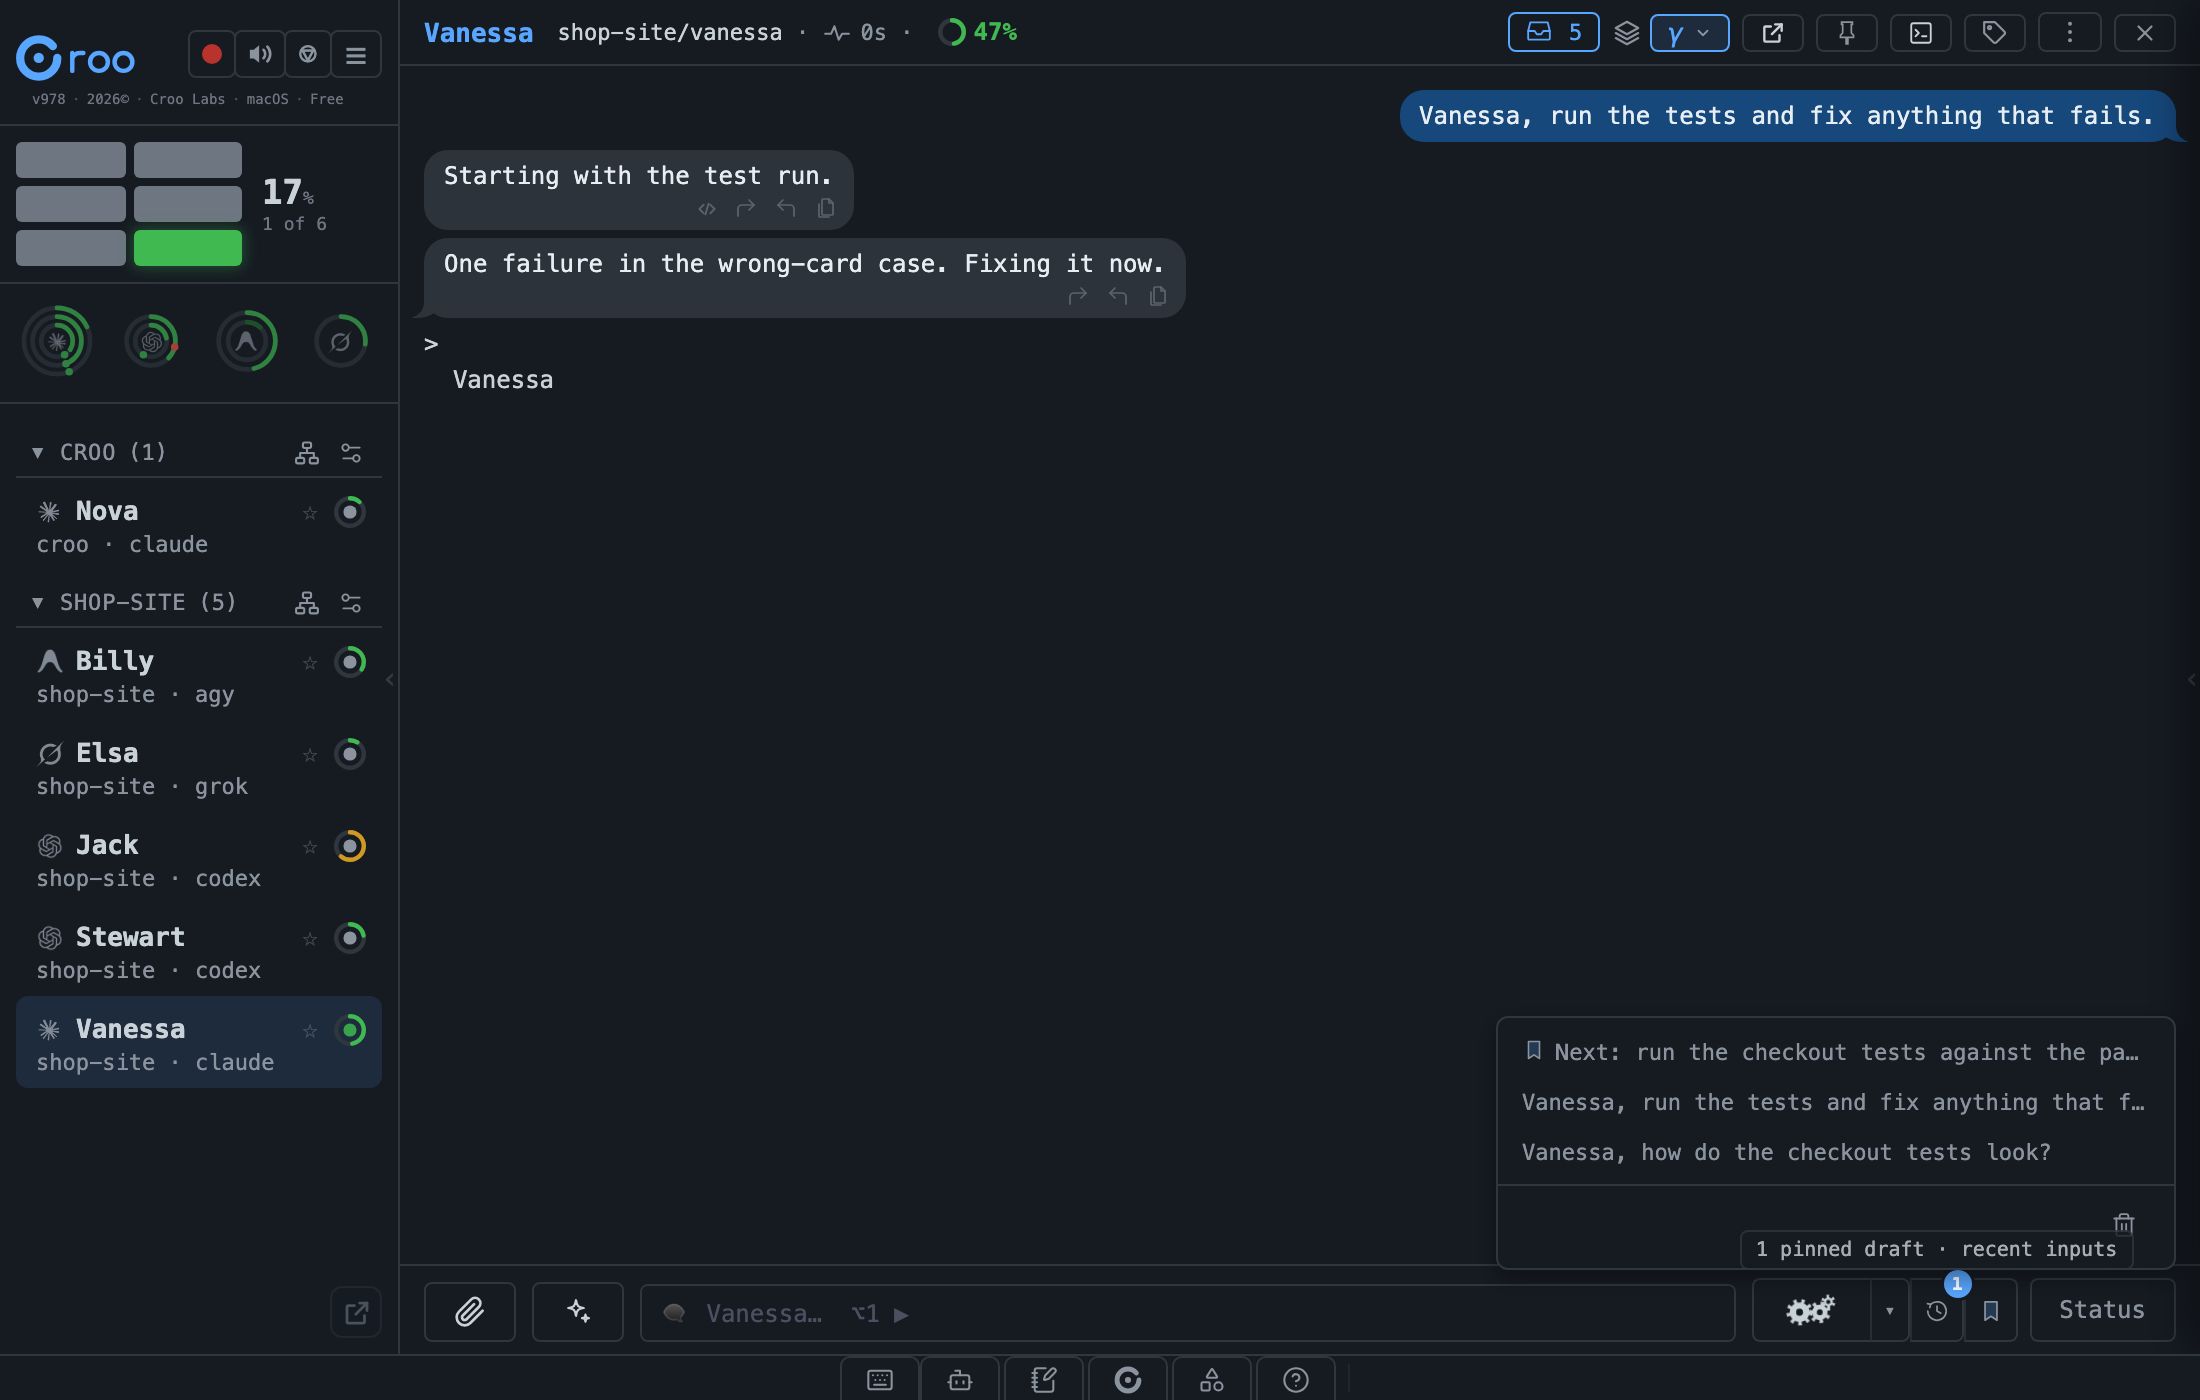 Croo
v978 · 2026© · Croo Labs · macOS · Free
17%
1 of 6
▼ CROO (1)
Nova
croo · claude
▼ SHOP-SITE (5)
Billy
shop-site · agy
Elsa
shop-site · grok
Jack
shop-site · codex
Stewart
shop-site · codex
Vanessa
shop-site · claude
Vanessa shop-site/vanessa · 0s · 47%
5
γ
Vanessa, run the tests and fix anything that fails.
Starting with the test run.
One failure in the wrong-card case. Fixing it now.
>
Vanessa
Next: run the checkout tests against the pa…
Vanessa, run the tests and fix anything that f…
Vanessa, how do the checkout tests look?
1 pinned draft · recent inputs
Vanessa… ⌥1 ▶
1
Status